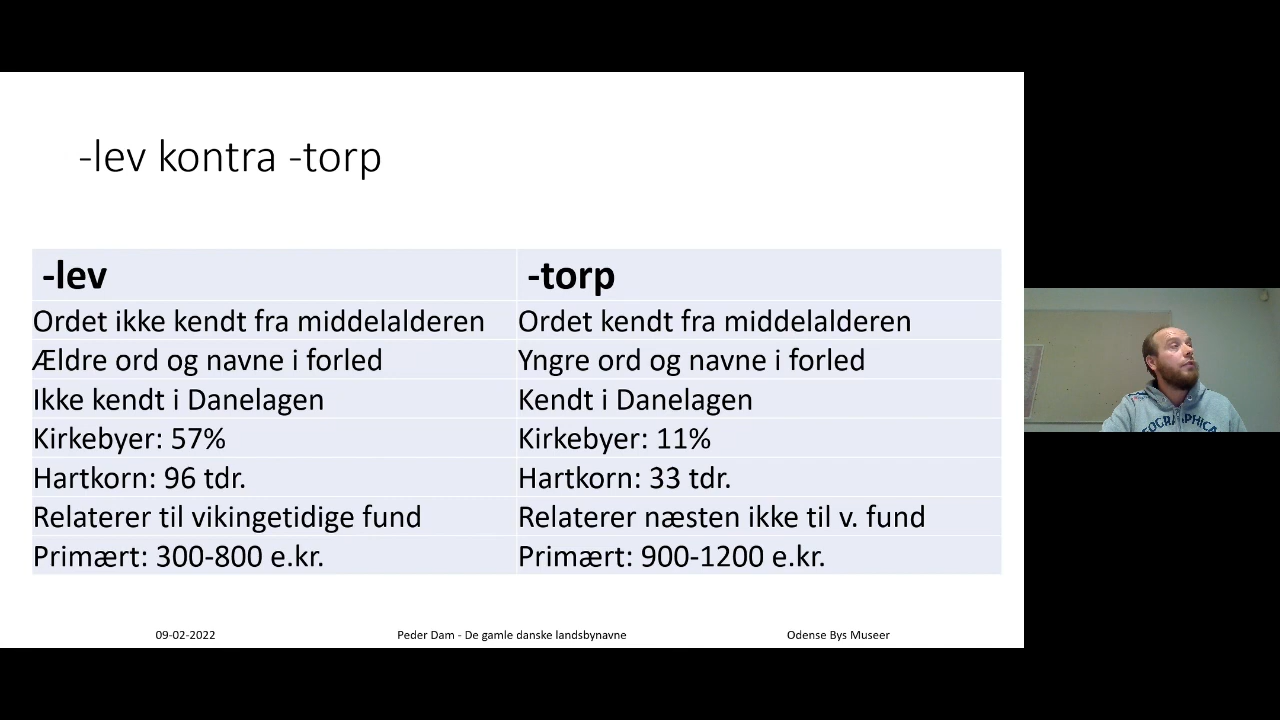 -lev kontra -torp
-lev
-torp
Ordet ikke kendt fra middelalderen
Ordet kendt fra middelalderen
Ældre ord og navne i forled
Yngre ord og navne i forled
Ikke kendt i Danelagen
Kendt i Danelagen
Kirkebyer: 57%
Kirkebyer: 11%
Hartkorn: 96 tdr.
Hartkorn: 33 tdr.
Relaterer til vikingetidige fund
Relaterer næsten ikke til v. fund
Primært: 300-800 e.kr.
Primært: 900-1200 e.kr.
09-02-2022
Peder Dam - De gamle danske landsbynavne
Odense Bys Museer